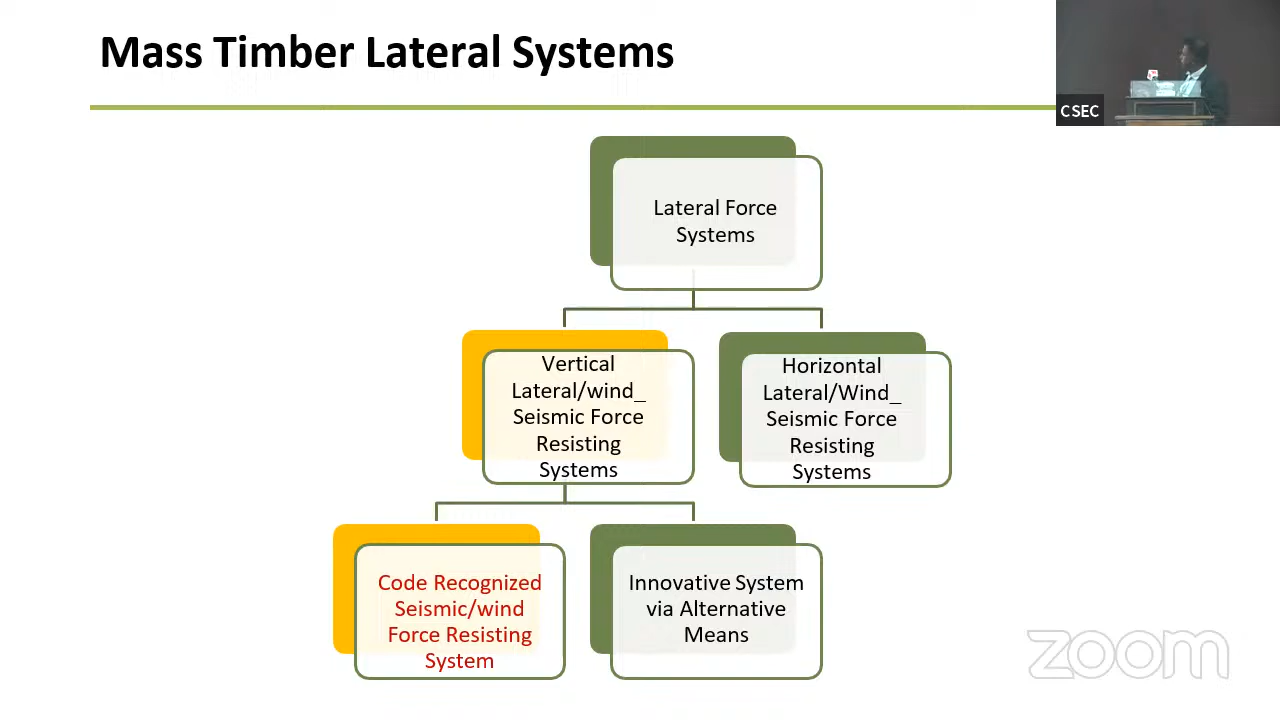 Mass Timber Lateral Systems
CSEC
Lateral Force
Systems
Vertical
Lateral/wind_
Seismic Force
Resisting
Systems
Horizontal
Lateral/Wind_
Seismic Force
Resisting
Systems
Code Recognized
Seismic/wind
Force Resisting
System
Innovative System
via Alternative
Means
zoom